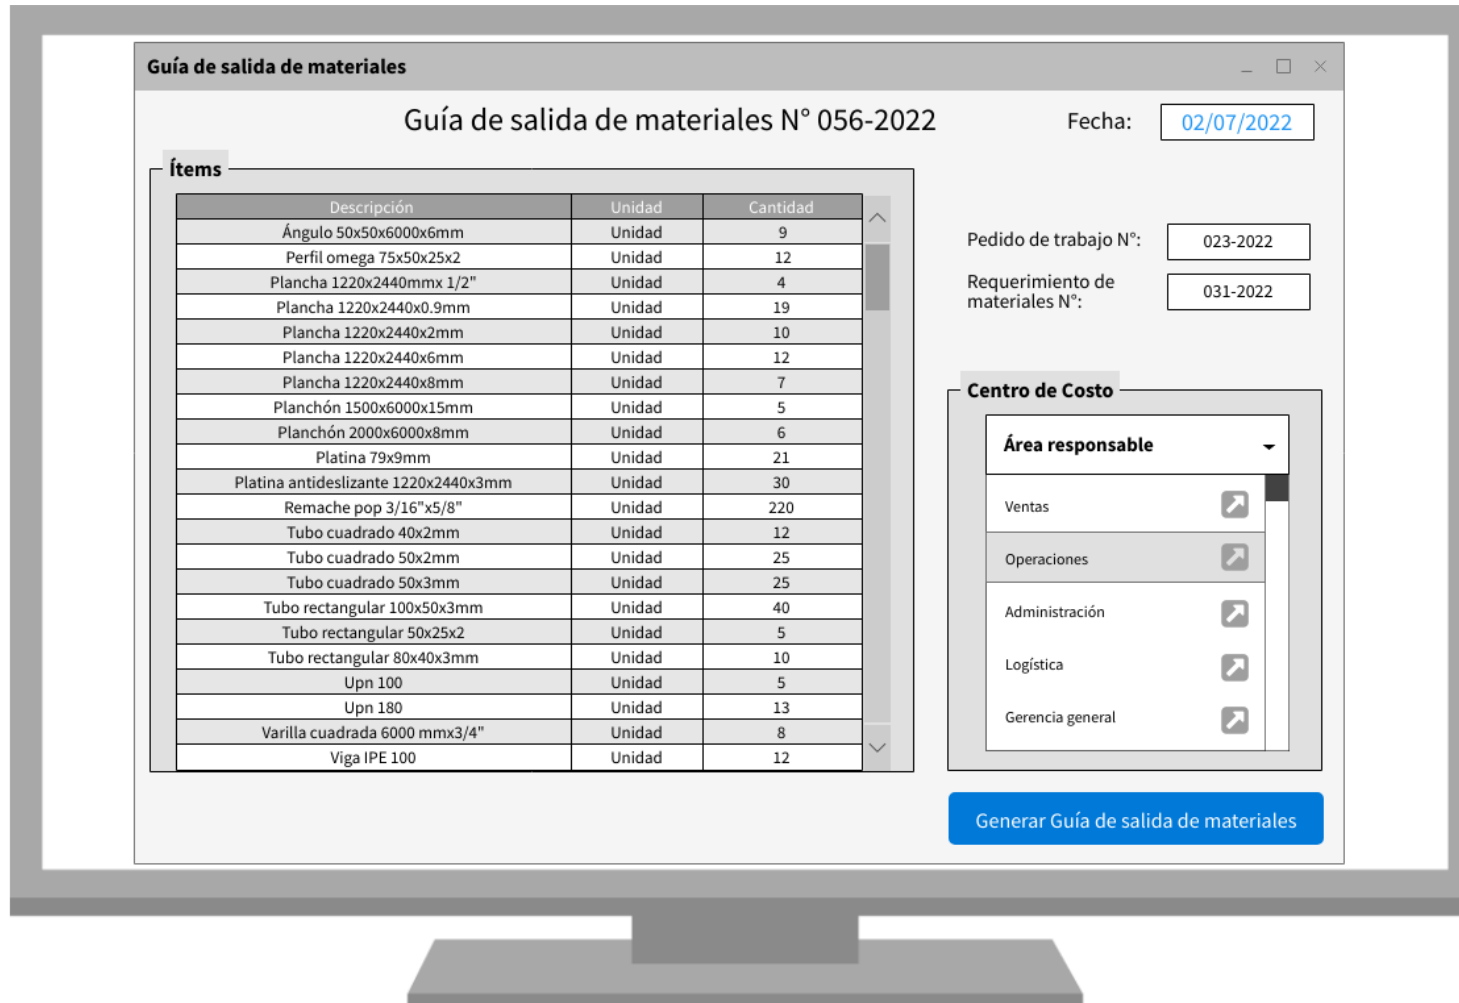 Guía de salida de materiales
Guía de salida de materiales N° 056-2022
Fecha: 02/07/2022
Ítems
Descripción Unidad Cantidad
Ángulo 50x50x6000x6mm Unidad 9
Perfil omega 75x50x25x2 Unidad 12
Plancha 1220x2440mmx 1/2" Unidad 4
Plancha 1220x2440x0.9mm Unidad 19
Plancha 1220x2440x2mm Unidad 10
Plancha 1220x2440x6mm Unidad 12
Plancha 1220x2440x8mm Unidad 7
Planchón 1500x6000x15mm Unidad 5
Planchón 2000x6000x8mm Unidad 6
Platina 79x9mm Unidad 21
Platina antideslizante 1220x2440x3mm Unidad 30
Remache pop 3/16"x5/8" Unidad 220
Tubo cuadrado 40x2mm Unidad 12
Tubo cuadrado 50x2mm Unidad 25
Tubo cuadrado 50x3mm Unidad 25
Tubo rectangular 100x50x3mm Unidad 40
Tubo rectangular 50x25x2 Unidad 5
Tubo rectangular 80x40x3mm Unidad 10
Upn 100 Unidad 5
Upn 180 Unidad 13
Varilla cuadrada 6000 mmx3/4" Unidad 8
Viga IPE 100 Unidad 12
Pedido de trabajo N°: 023-2022
Requerimiento de
materiales N°: 031-2022
Centro de Costo
Área responsable
Ventas
Operaciones
Administración
Logística
Gerencia general
Generar Guía de salida de materiales